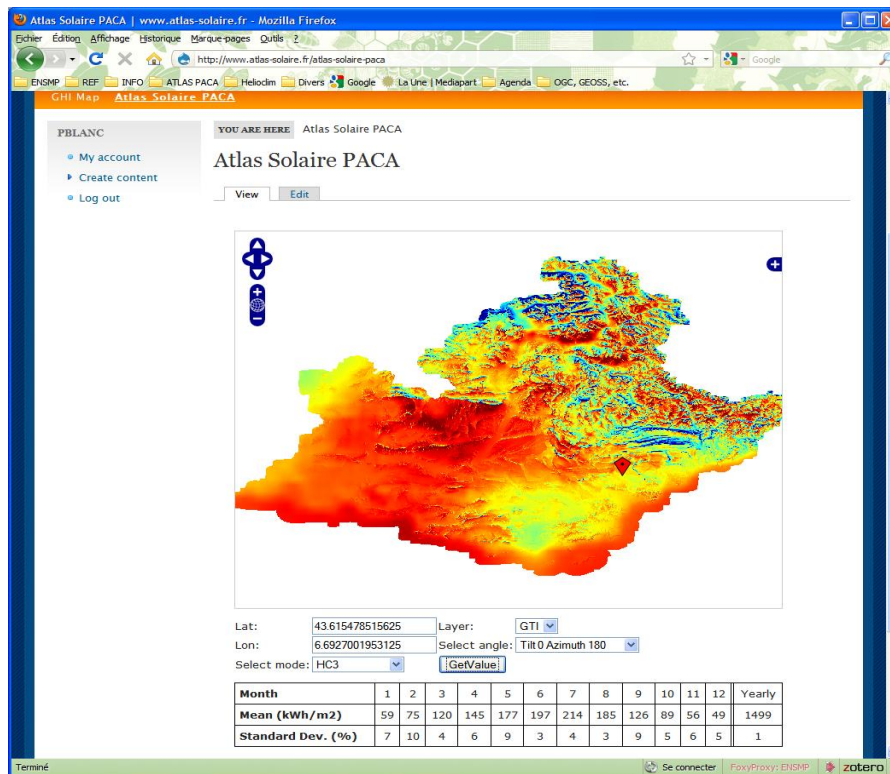 Atlas Solaire PACA | www.atlas-solaire.fr - Mozilla Firefox
Fichier Édition Affichage Historique Marque-pages Outils ?
http://www.atlas-solaire.fr/atlas-solaire-paca
Google
ENSMP REF INFO ATLAS PACA Helioclim Divers Google La Une | Mediapart Agenda OGC, GEOSS, etc.
GHI Map Atlas Solaire PACA
PBLANC
My account
Create content
Log out
YOU ARE HERE Atlas Solaire PACA
Atlas Solaire PACA
View Edit
Lat: 43.615478515625 Layer: GTI
Lon: 6.6927001953125 Select angle: Tilt 0 Azimuth 180
Select mode: HC3 GetValue
Month 1 2 3 4 5 6 7 8 9 10 11 12 Yearly
Mean (kWh/m2) 59 75 120 145 177 197 214 185 126 89 56 49 1499
Standard Dev. (%) 7 10 4 6 9 3 4 3 9 5 6 5 1
Terminé Se connecter FoxyProxy: ENSMP zotero